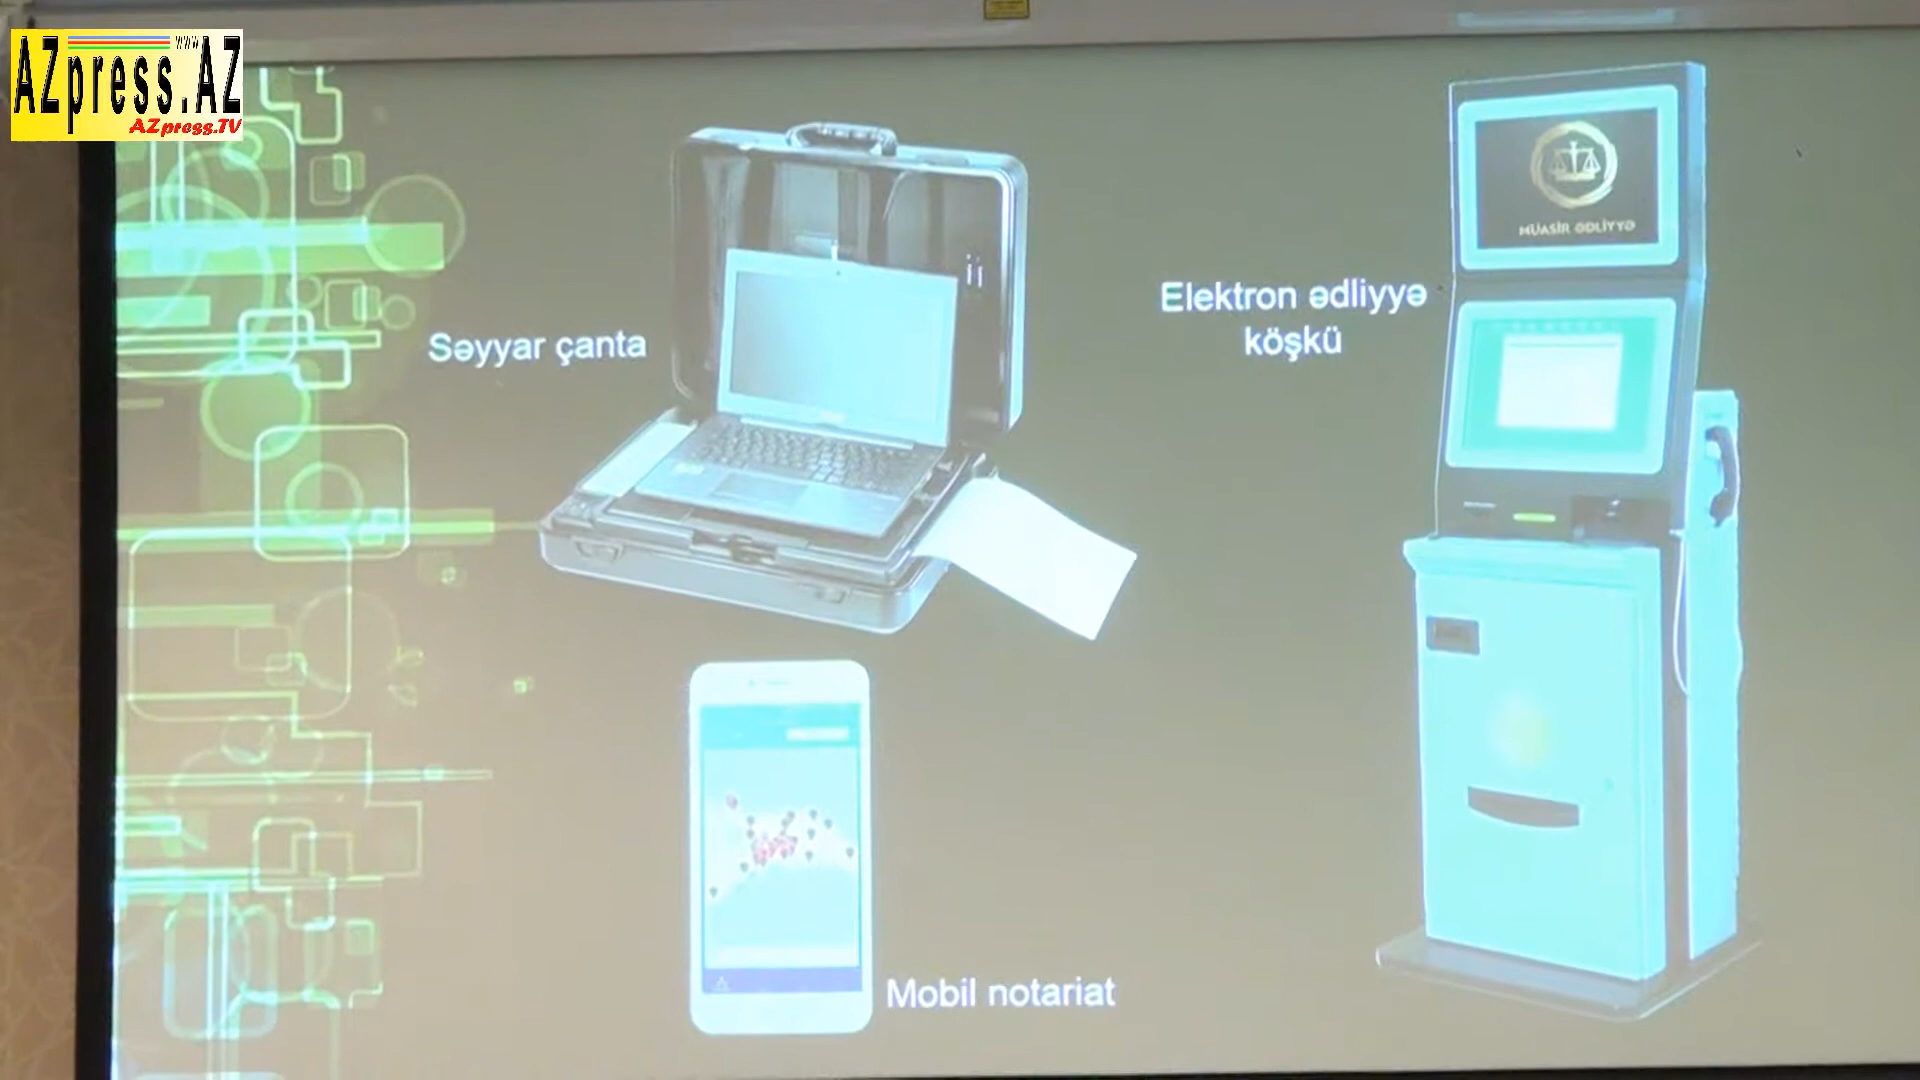 www
AZpress.AZ
AZpress.TV
Səyyar çanta
Elektron ədliyyə
köşkü
MÜASİR ƏDLİYYƏ
Mobil notariat